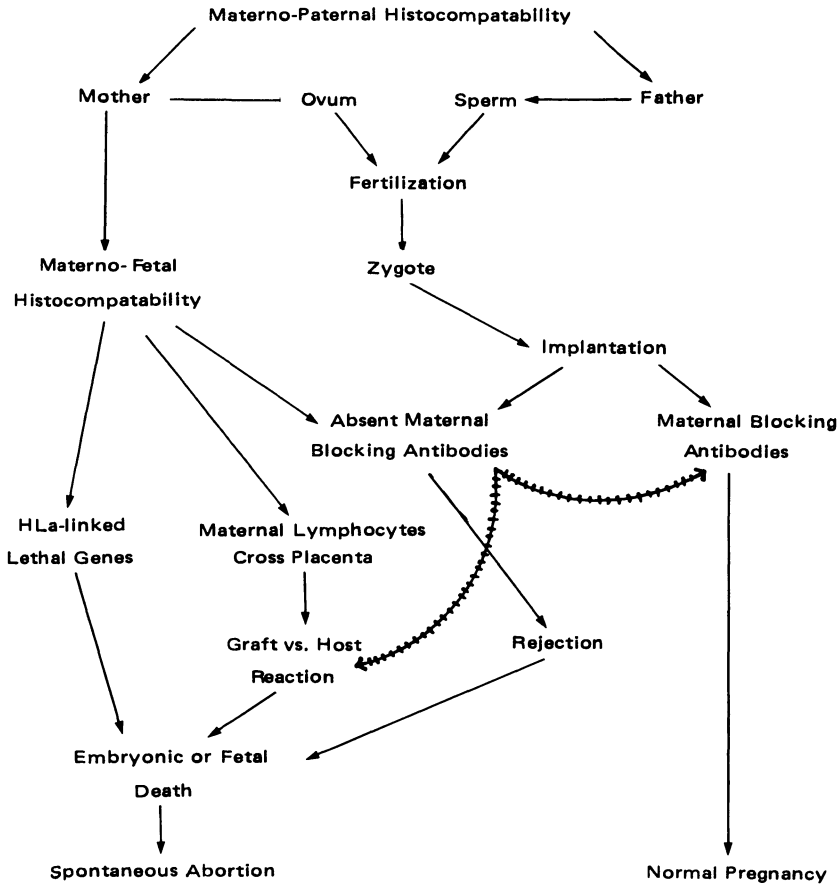 Materno-Paternal Histocompatability
Mother
Ovum
Sperm
Father
Fertilization
Materno-Fetal
Histocompatability
Zygote
Implantation
Absent Maternal
Blocking Antibodies
Maternal Blocking
Antibodies
HLa-linked
Lethal Genes
Maternal Lymphocytes
Cross Placenta
Graft vs. Host
Reaction
Rejection
Embryonic or Fetal
Death
Spontaneous Abortion
Normal Pregnancy